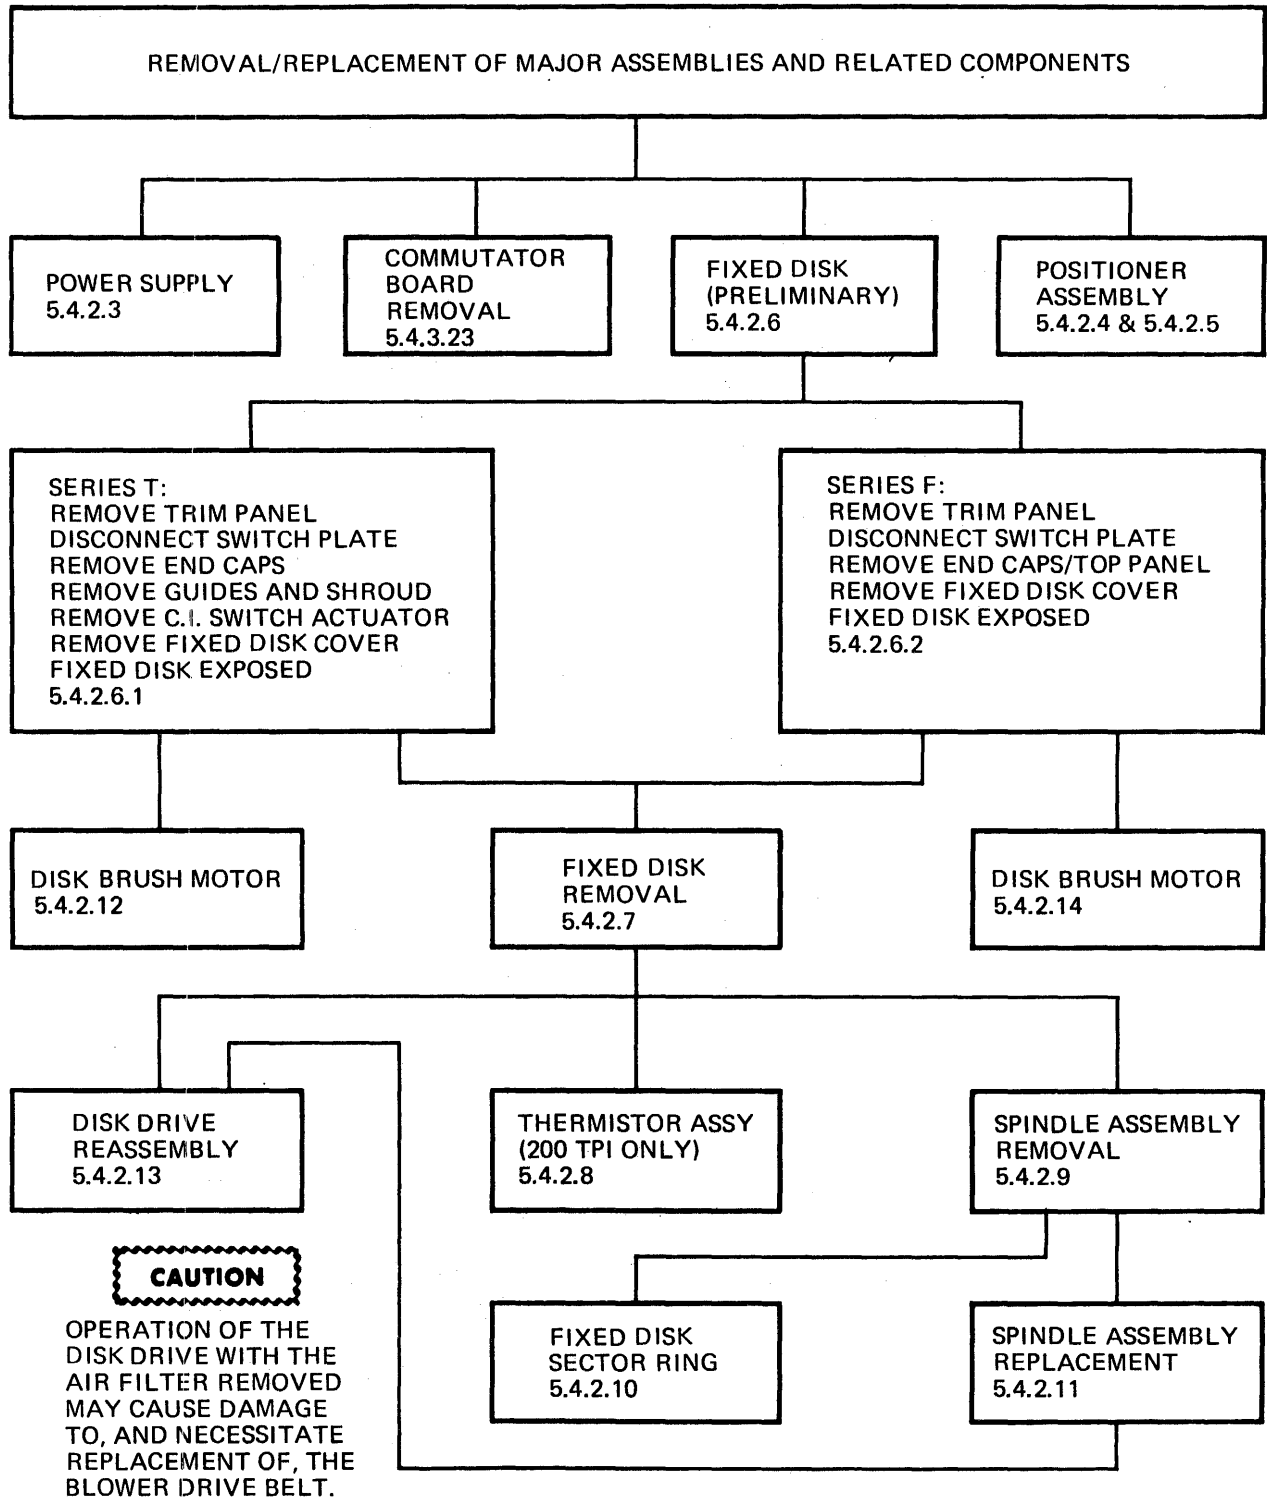 REMOVAL/REPLACEMENT OF MAJOR ASSEMBLIES AND RELATED COMPONENTS
POWER SUPPLY
5.4.2.3
COMMUTATOR
BOARD
REMOVAL
5.4.3.23
FIXED DISK
(PRELIMINARY)
5.4.2.6
POSITIONER
ASSEMBLY
5.4.2.4 & 5.4.2.5
SERIES T:
REMOVE TRIM PANEL
DISCONNECT SWITCH PLATE
REMOVE END CAPS
REMOVE GUIDES AND SHROUD
REMOVE C.I. SWITCH ACTUATOR
REMOVE FIXED DISK COVER
FIXED DISK EXPOSED
5.4.2.6.1
SERIES F:
REMOVE TRIM PANEL
DISCONNECT SWITCH PLATE
REMOVE END CAPS/TOP PANEL
REMOVE FIXED DISK COVER
FIXED DISK EXPOSED
5.4.2.6.2
DISK BRUSH MOTOR
5.4.2.12
FIXED DISK
REMOVAL
5.4.2.7
DISK BRUSH MOTOR
5.4.2.14
DISK DRIVE
REASSEMBLY
5.4.2.13
THERMISTOR ASSY
(200 TPI ONLY)
5.4.2.8
SPINDLE ASSEMBLY
REMOVAL
5.4.2.9
CAUTION
OPERATION OF THE
DISK DRIVE WITH THE
AIR FILTER REMOVED
MAY CAUSE DAMAGE
TO, AND NECESSITATE
REPLACEMENT OF, THE
BLOWER DRIVE BELT.
FIXED DISK
SECTOR RING
5.4.2.10
SPINDLE ASSEMBLY
REPLACEMENT
5.4.2.11